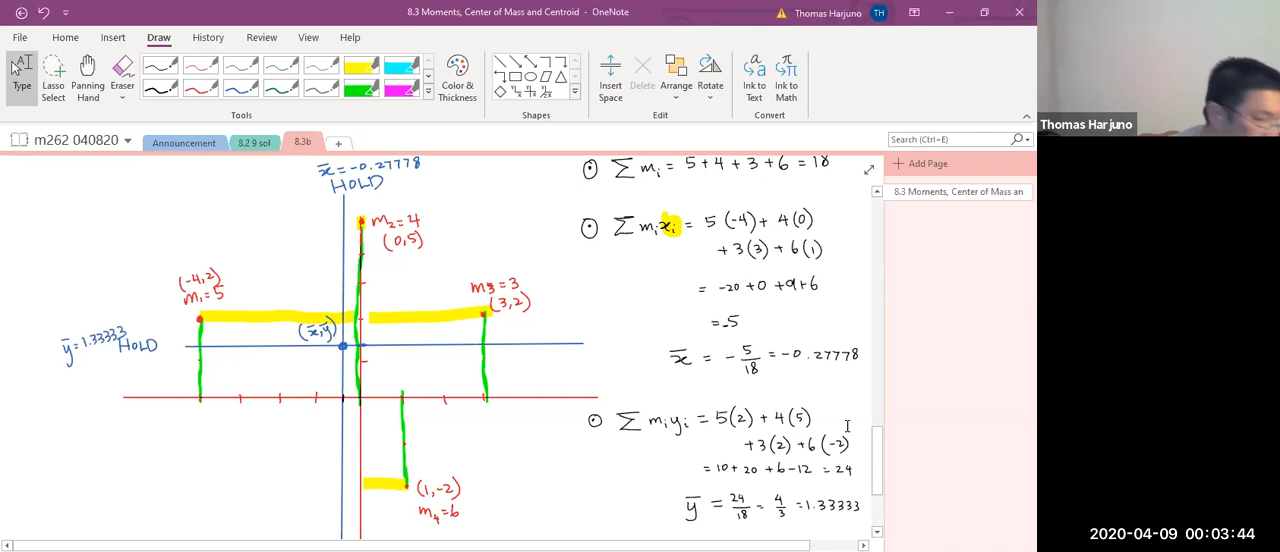 8.3 Moments, Center of Mass and Centroid - OneNote
Thomas Harjuno
TH
File
Home
Insert
Draw
History
Review
View
Help
Type
Lasso Select
Panning Hand
Eraser
Color & Thickness
Insert Space
Delete
Arrange
Rotate
Ink to Text
Ink to Math
Tools
Shapes
Edit
Convert
m262 040820
Announcement
8.2 9 sol
8.3b
Search (Ctrl+E)
Add Page
8.3 Moments, Center of Mass an
Thomas Harjuno
x̅ = -0.27778
HOLD
m₂ = 4
(0,5)
(-4,2)
m₁ = 5
m₃ = 3
(3,2)
(x̅,y̅)
y̅ = 1.33333 HOLD
(1,-2)
m₄ = 6
∑ mᵢ = 5 + 4 + 3 + 6 = 18
∑ mᵢxᵢ = 5 (-4) + 4 (0)
+ 3 (3) + 6 (1)
= -20 + 0 + 9 + 6
= -5
x̅ = - 5/18 = -0.27778
∑ mᵢyᵢ = 5(2) + 4(5)
+ 3(2) + 6(-2)
= 10 + 20 + 6 - 12 = 24
y̅ = 24/18 = 4/3 = 1.33333
2020-04-09 00:03:44